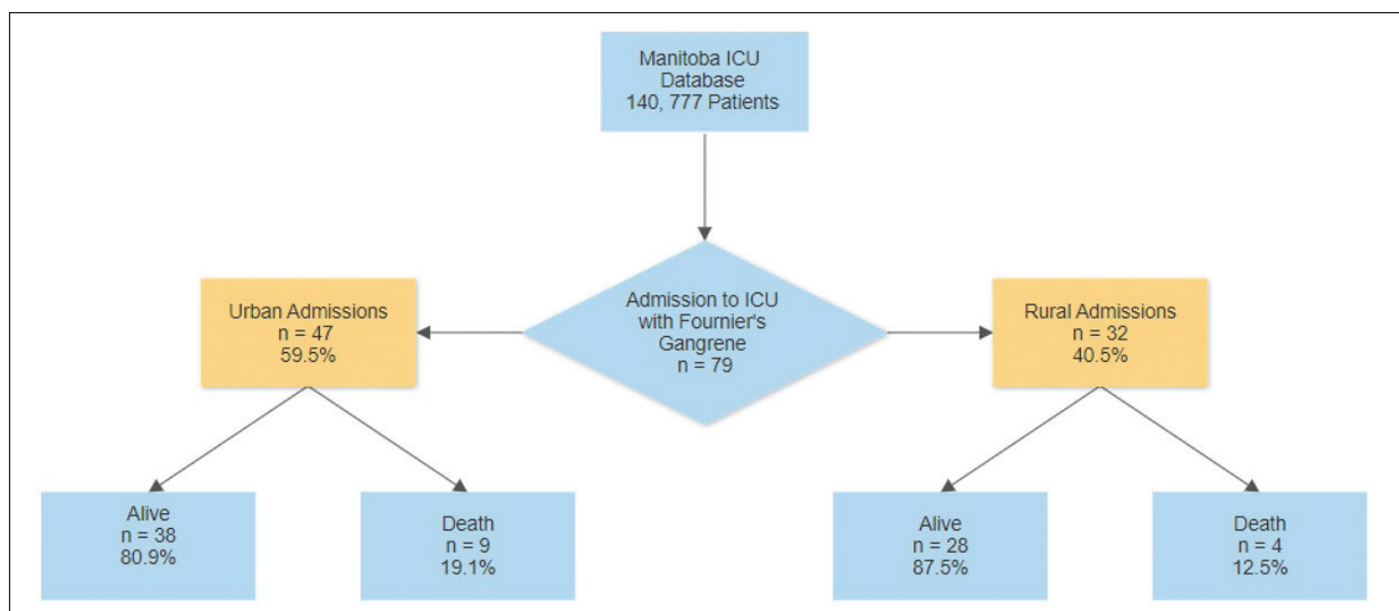 Manitoba ICU
Database
140, 777 Patients
Admission to ICU
with Fournier's
Gangrene
n = 79
Urban Admissions
n = 47
59.5%
Rural Admissions
n = 32
40.5%
Alive
n = 38
80.9%
Death
n = 9
19.1%
Alive
n = 28
87.5%
Death
n = 4
12.5%